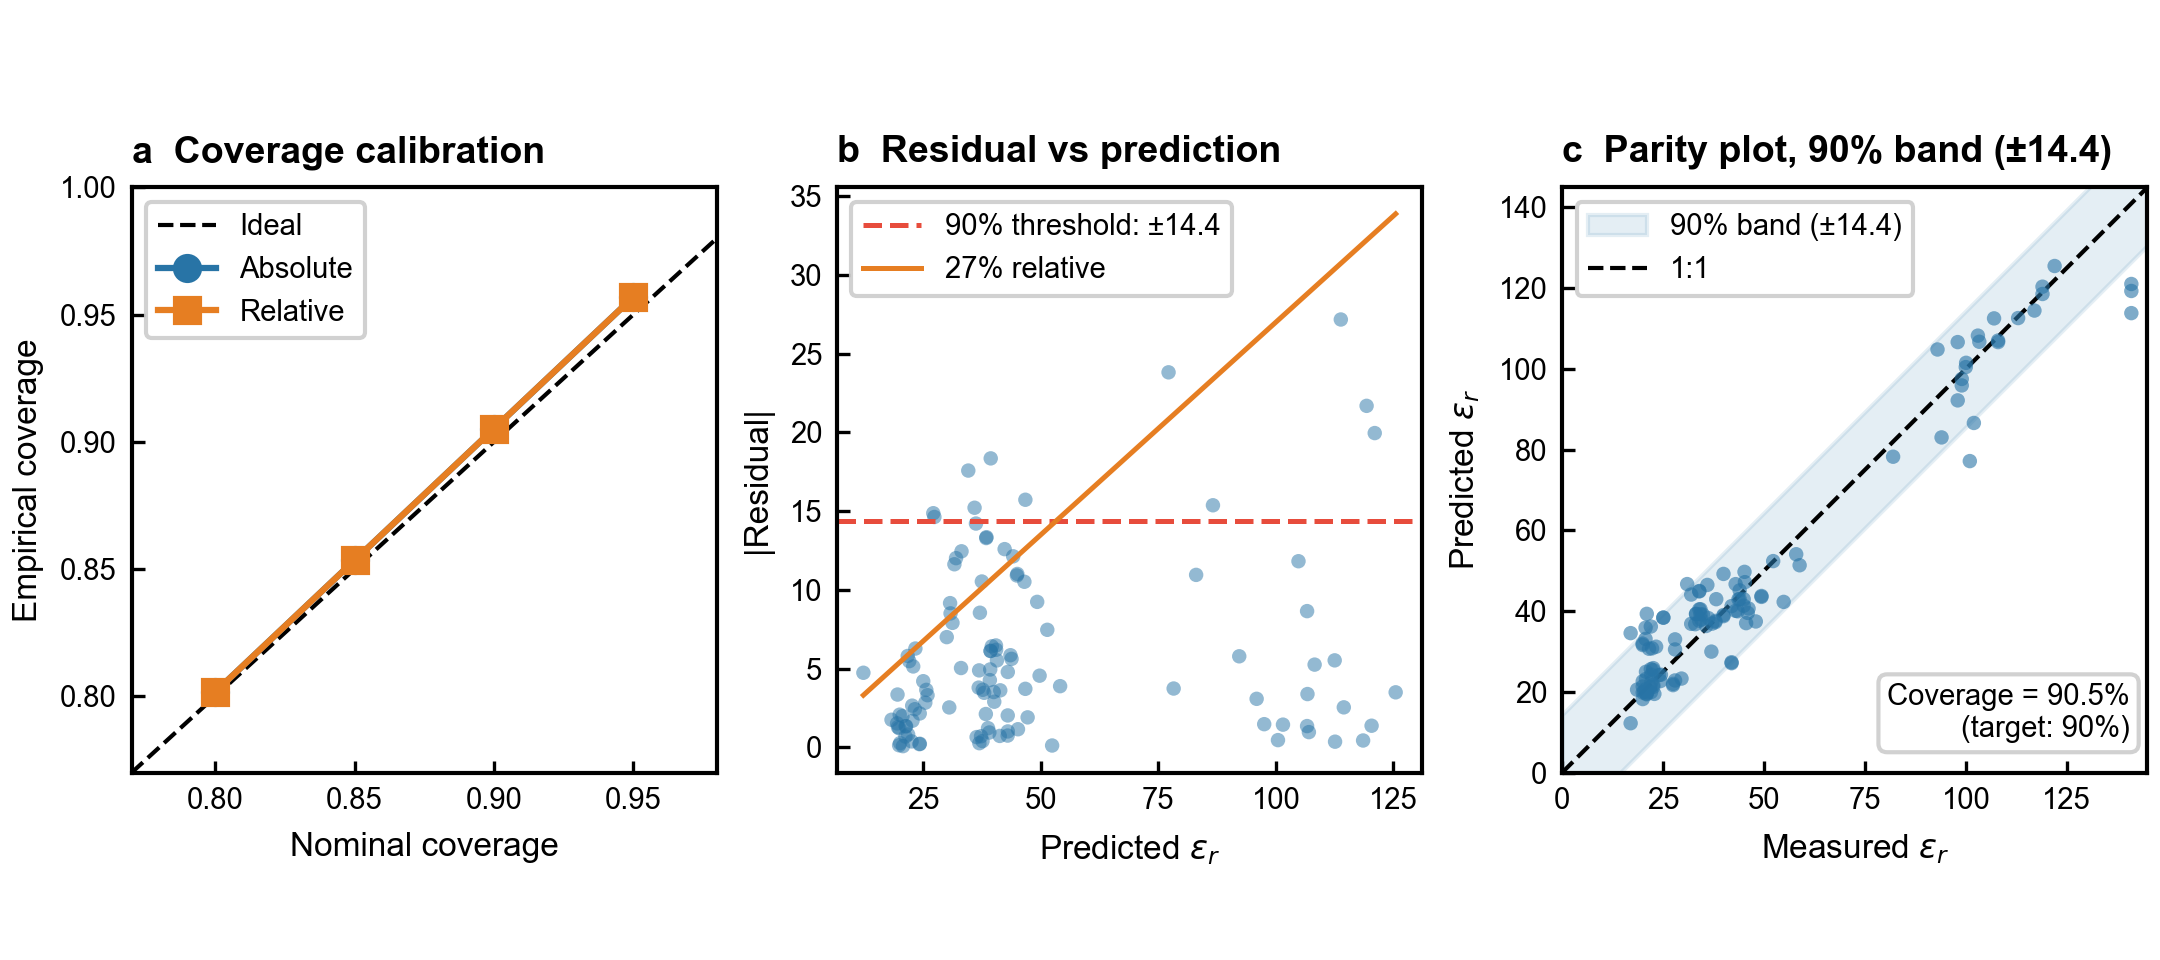 a Coverage calibration
1.00
0.95
0.90
0.85
0.80
Empirical coverage
Ideal
Absolute
Relative
0.80 0.85 0.90 0.95
Nominal coverage
b Residual vs prediction
35
30
25
20
15
10
5
0
|Residual|
90% threshold: ±14.4
27% relative
25 50 75 100 125
Predicted εr
c Parity plot, 90% band (±14.4)
140
120
100
80
60
40
20
0
Predicted εr
90% band (±14.4)
1:1
Coverage = 90.5%
(target: 90%)
0 25 50 75 100 125
Measured εr